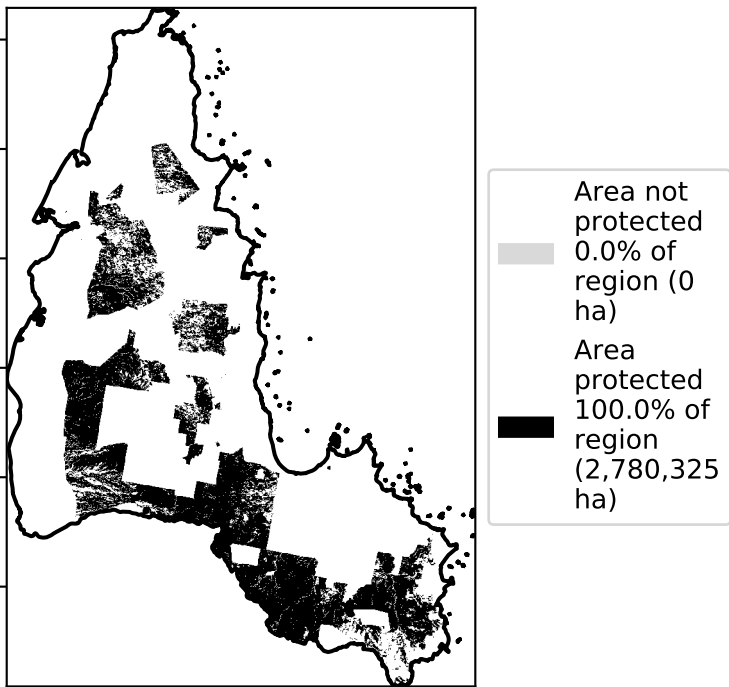 Area not
protected
0.0% of
region (0
ha)
Area
protected
100.0% of
region
(2,780,325
ha)